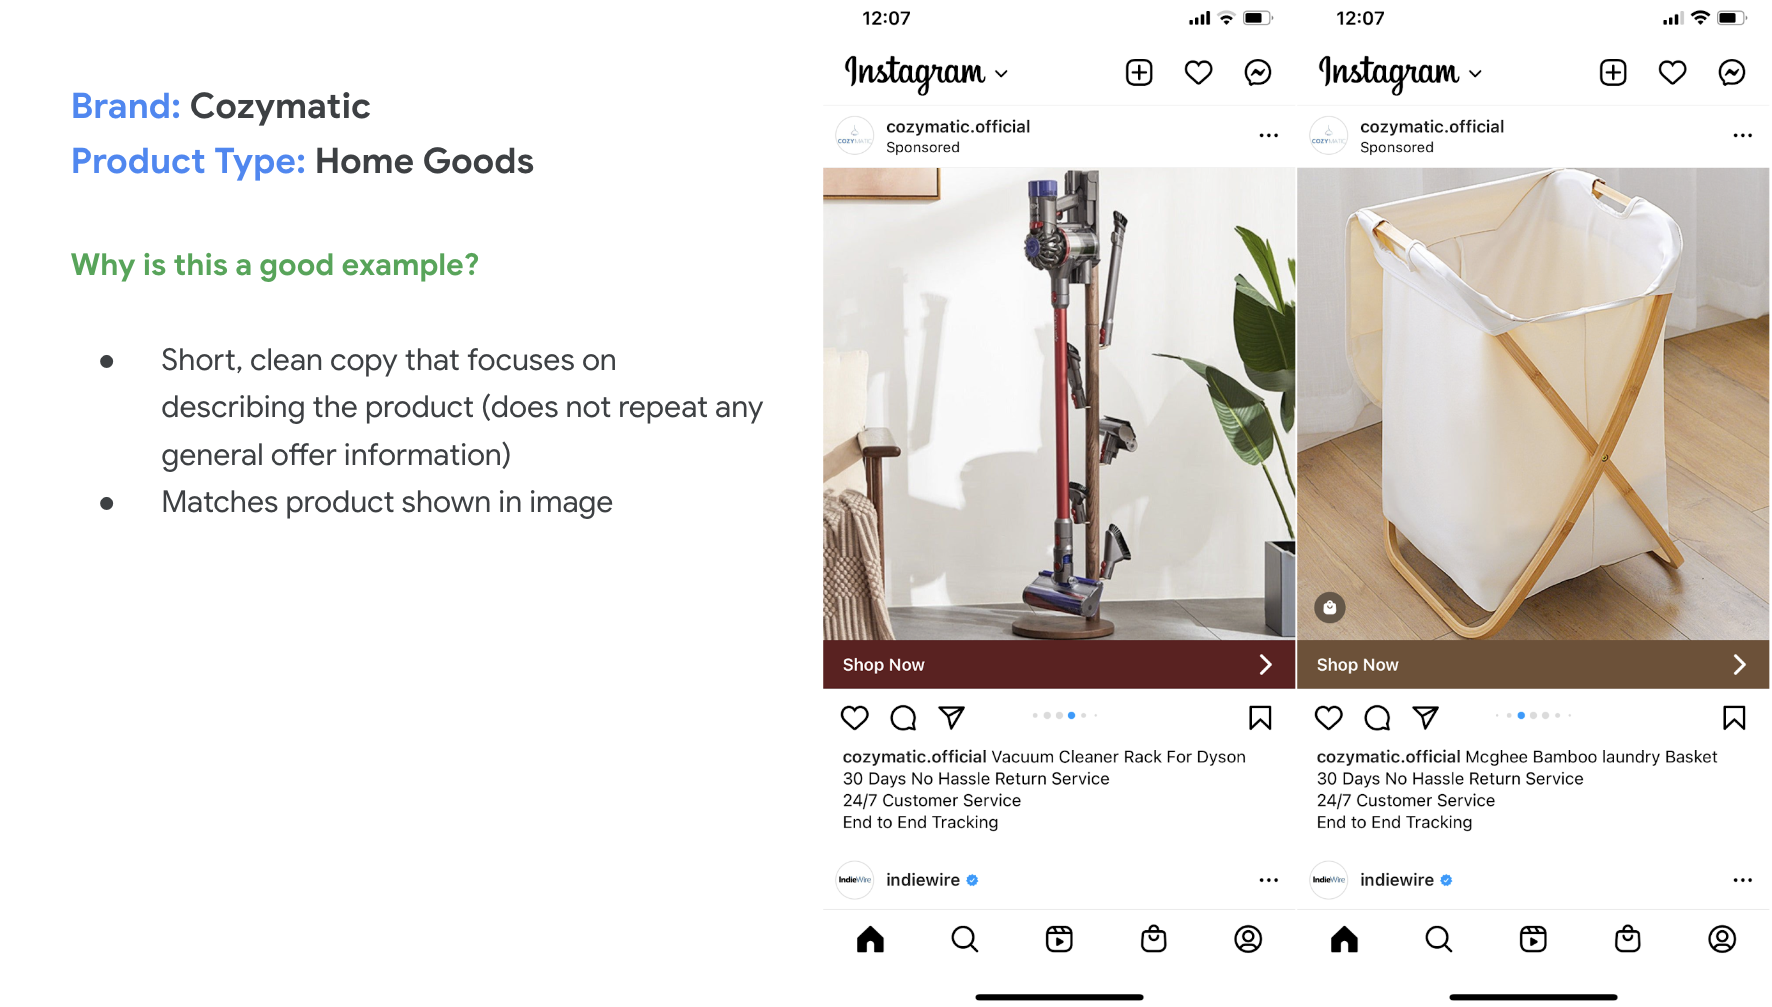 Brand: Cozymatic
Product Type: Home Goods
Why is this a good example?
● Short, clean copy that focuses on
describing the product (does not repeat any
general offer information)
● Matches product shown in image
12:07
Instagram
COZYMATIC
cozymatic.official
Sponsored
Shop Now
cozymatic.official Vacuum Cleaner Rack For Dyson
30 Days No Hassle Return Service
24/7 Customer Service
End to End Tracking
IndieWire
indiewire
12:07
Instagram
COZYMATIC
cozymatic.official
Sponsored
Shop Now
cozymatic.official Mcghee Bamboo laundry Basket
30 Days No Hassle Return Service
24/7 Customer Service
End to End Tracking
IndieWire
indiewire